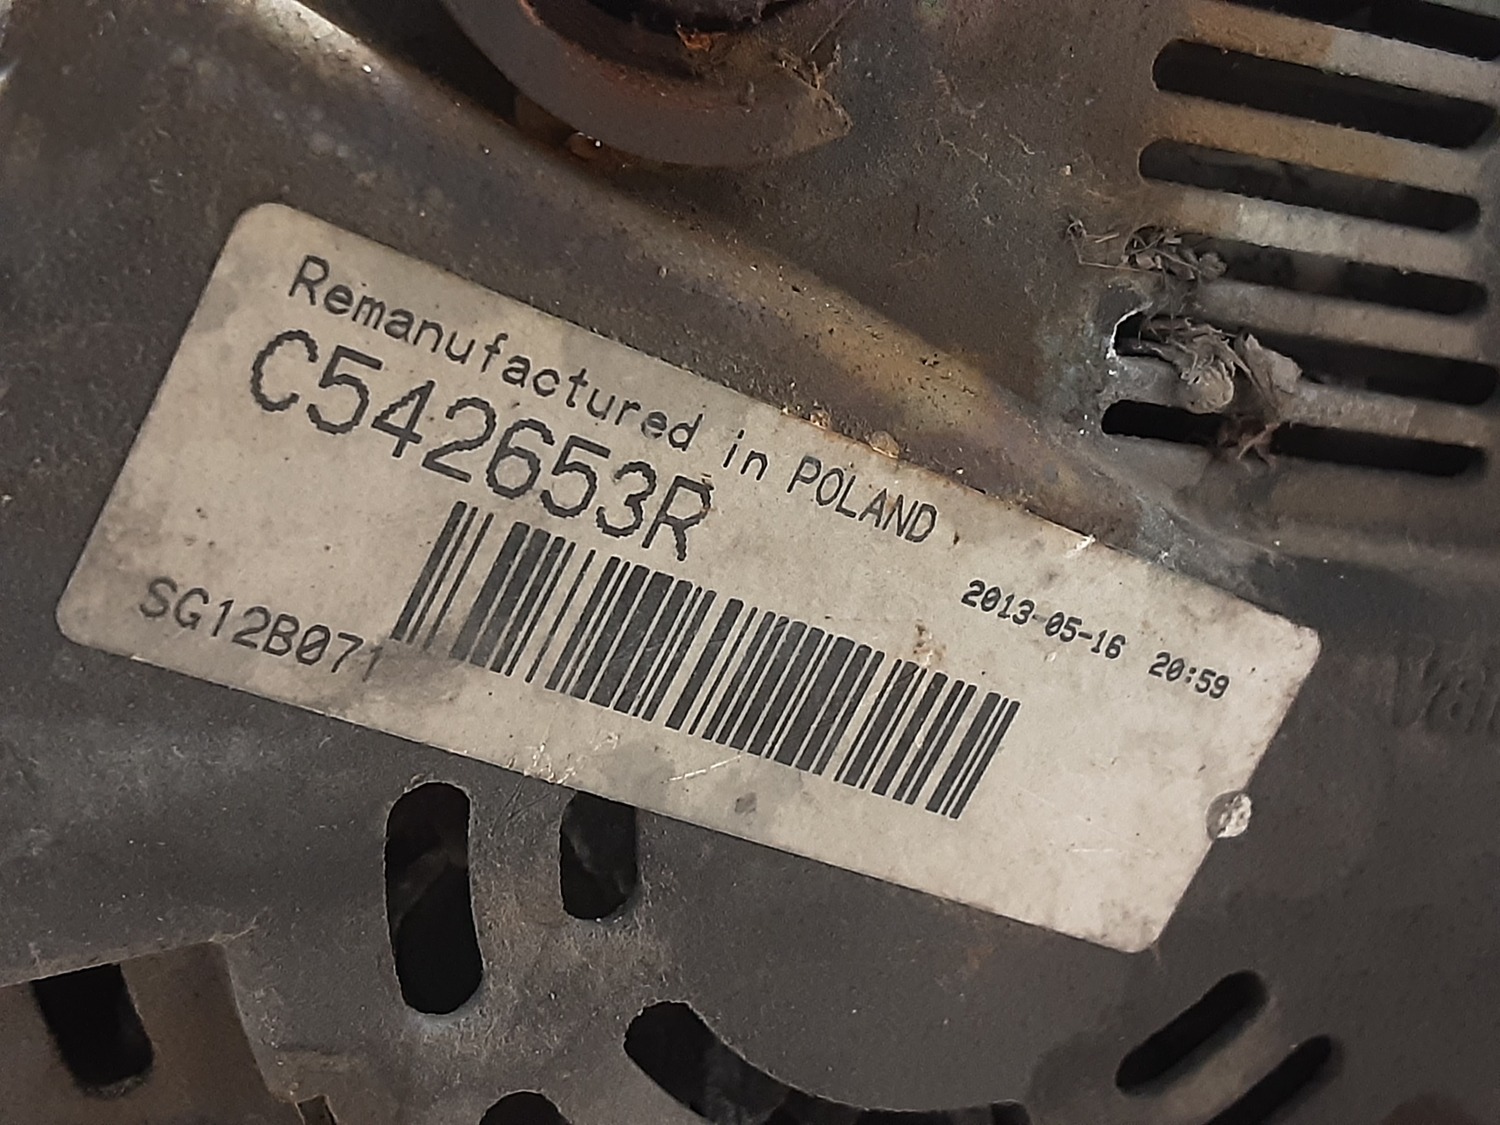 Remanufactured in POLAND
C542653R
2013-05-16 20:59
SG12B071